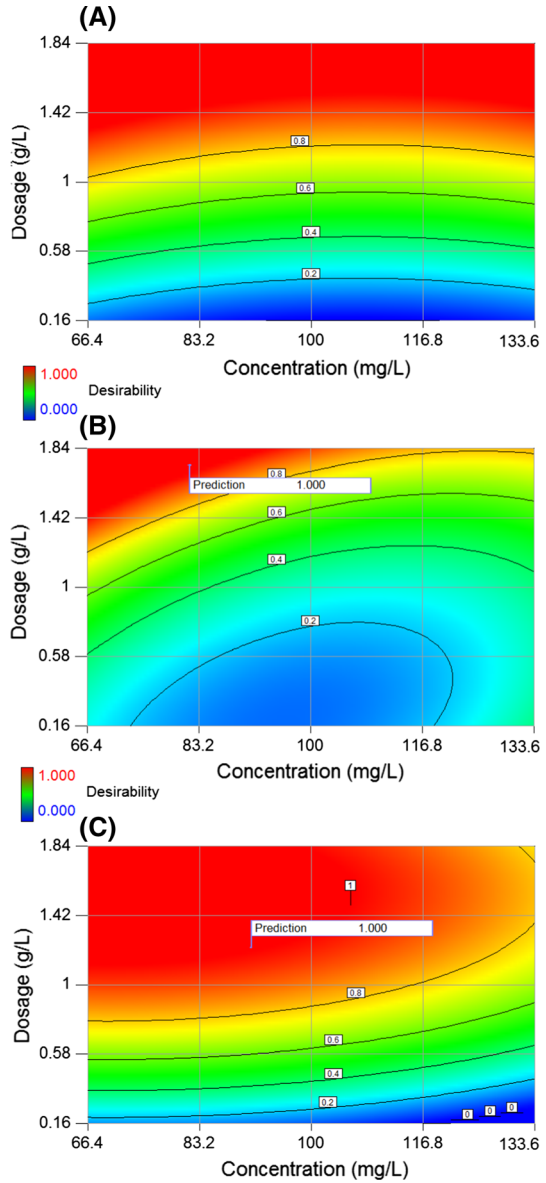 (A)
1.84
1.42
1
0.58
0.16
Dosage (g/L)
0.8
0.6
0.4
0.2
66.4 83.2 100 116.8 133.6
Concentration (mg/L)
1.000
0.000
Desirability
(B)
1.84
1.42
1
0.58
0.16
Dosage (g/L)
0.8
Prediction 1.000
0.6
0.4
0.2
66.4 83.2 100 116.8 133.6
Concentration (mg/L)
1.000
0.000
Desirability
(C)
1.84
1.42
1
0.58
0.16
Dosage (g/L)
1
Prediction 1.000
0.8
0.6
0.4
0.2
0 0 0
66.4 83.2 100 116.8 133.6
Concentration (mg/L)